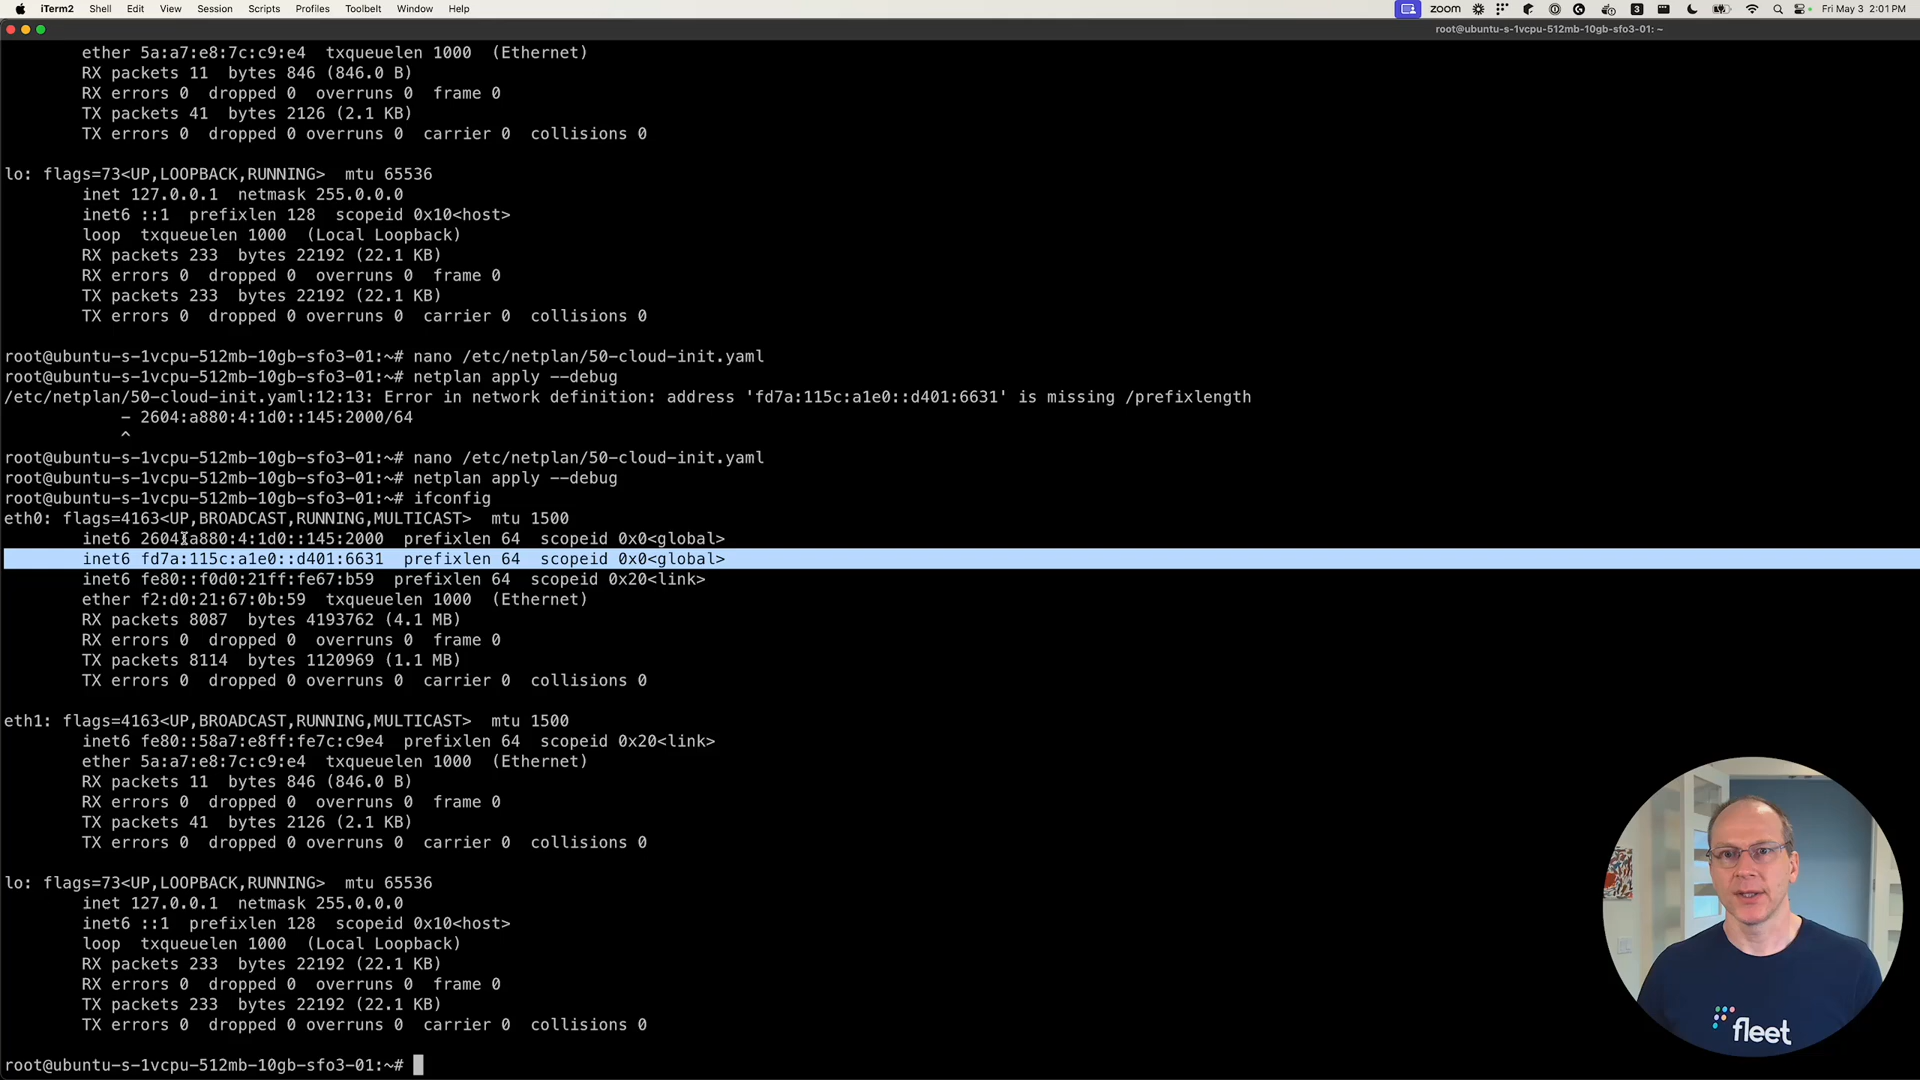 iTerm2 Shell Edit View Session Scripts Profiles Toolbelt Window Help zoom 3 Fri May 3 2:01 PM
root@ubuntu-s-1vcpu-512mb-10gb-sfo3-01: ~
ether 5a:a7:e8:7c:c9:e4 txqueuelen 1000 (Ethernet)
RX packets 11 bytes 846 (846.0 B)
RX errors 0 dropped 0 overruns 0 frame 0
TX packets 41 bytes 2126 (2.1 KB)
TX errors 0 dropped 0 overruns 0 carrier 0 collisions 0
lo: flags=73<UP,LOOPBACK,RUNNING> mtu 65536
inet 127.0.0.1 netmask 255.0.0.0
inet6 ::1 prefixlen 128 scopeid 0x10<host>
loop txqueuelen 1000 (Local Loopback)
RX packets 233 bytes 22192 (22.1 KB)
RX errors 0 dropped 0 overruns 0 frame 0
TX packets 233 bytes 22192 (22.1 KB)
TX errors 0 dropped 0 overruns 0 carrier 0 collisions 0
root@ubuntu-s-1vcpu-512mb-10gb-sfo3-01:~# nano /etc/netplan/50-cloud-init.yaml
root@ubuntu-s-1vcpu-512mb-10gb-sfo3-01:~# netplan apply --debug
/etc/netplan/50-cloud-init.yaml:12:13: Error in network definition: address 'fd7a:115c:a1e0::d401:6631' is missing /prefixlength
- 2604:a880:4:1d0::145:2000/64
^
root@ubuntu-s-1vcpu-512mb-10gb-sfo3-01:~# nano /etc/netplan/50-cloud-init.yaml
root@ubuntu-s-1vcpu-512mb-10gb-sfo3-01:~# netplan apply --debug
root@ubuntu-s-1vcpu-512mb-10gb-sfo3-01:~# ifconfig
eth0: flags=4163<UP,BROADCAST,RUNNING,MULTICAST> mtu 1500
inet6 2604:a880:4:1d0::145:2000 prefixlen 64 scopeid 0x0<global>
inet6 fd7a:115c:a1e0::d401:6631 prefixlen 64 scopeid 0x0<global>
inet6 fe80::f0d0:21ff:fe67:b59 prefixlen 64 scopeid 0x20<link>
ether f2:d0:21:67:0b:59 txqueuelen 1000 (Ethernet)
RX packets 8087 bytes 4193762 (4.1 MB)
RX errors 0 dropped 0 overruns 0 frame 0
TX packets 8114 bytes 1120969 (1.1 MB)
TX errors 0 dropped 0 overruns 0 carrier 0 collisions 0
eth1: flags=4163<UP,BROADCAST,RUNNING,MULTICAST> mtu 1500
inet6 fe80::58a7:e8ff:fe7c:c9e4 prefixlen 64 scopeid 0x20<link>
ether 5a:a7:e8:7c:c9:e4 txqueuelen 1000 (Ethernet)
RX packets 11 bytes 846 (846.0 B)
RX errors 0 dropped 0 overruns 0 frame 0
TX packets 41 bytes 2126 (2.1 KB)
TX errors 0 dropped 0 overruns 0 carrier 0 collisions 0
lo: flags=73<UP,LOOPBACK,RUNNING> mtu 65536
inet 127.0.0.1 netmask 255.0.0.0
inet6 ::1 prefixlen 128 scopeid 0x10<host>
loop txqueuelen 1000 (Local Loopback)
RX packets 233 bytes 22192 (22.1 KB)
RX errors 0 dropped 0 overruns 0 frame 0
TX packets 233 bytes 22192 (22.1 KB)
TX errors 0 dropped 0 overruns 0 carrier 0 collisions 0
root@ubuntu-s-1vcpu-512mb-10gb-sfo3-01:~#
fleet